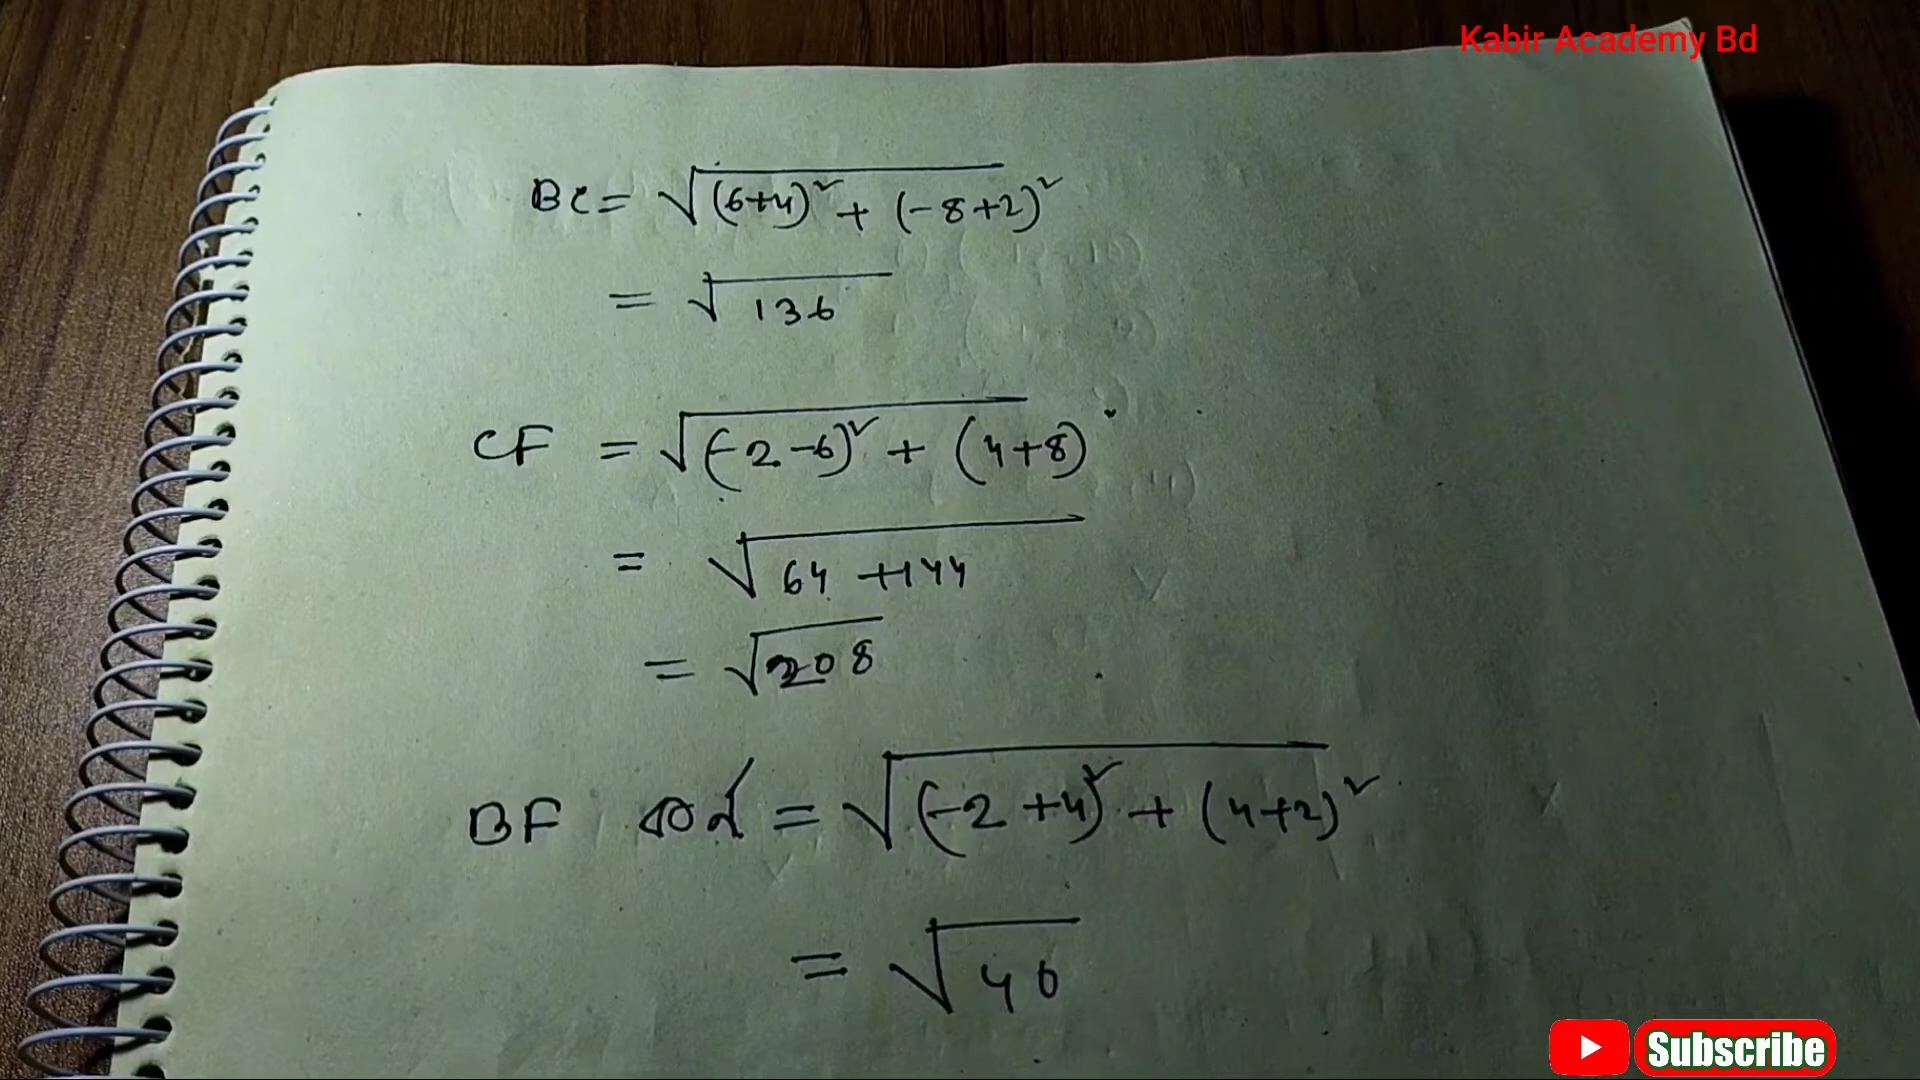 Kabir Academy Bd
BC = √(6+4)² + (-8+2)²
= √136
CF = √(-2-6)² + (4+8)
= √64 +144
= √208
BF = √(-2+4)² + (4+2)²
= √40
Subscribe